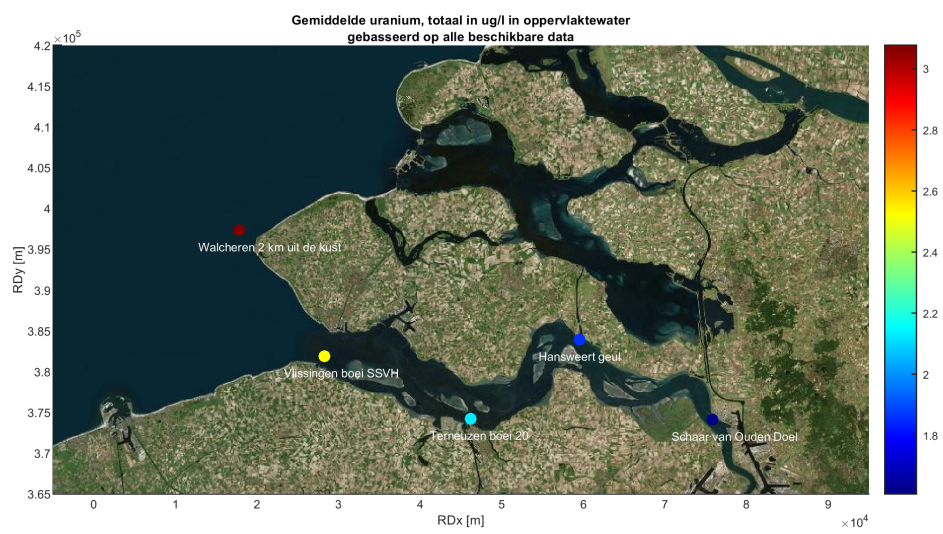 Gemiddelde uranium, totaal in ug/l in oppervlaktewater
gebasseerd op alle beschikbare data
×10⁵
4.2
4.15
4.1
4.05
4
3.95
3.9
3.85
3.8
3.75
3.7
3.65
RDy [m]
Walcheren 2 km uit de kust
Hansweert geul
Vlissingen boei SSVH
Terneuzen boei 20
Schaar van Ouden Doel
0 1 2 3 4 5 6 7 8 9
RDx [m]
×10⁴
3
2.8
2.6
2.4
2.2
2
1.8